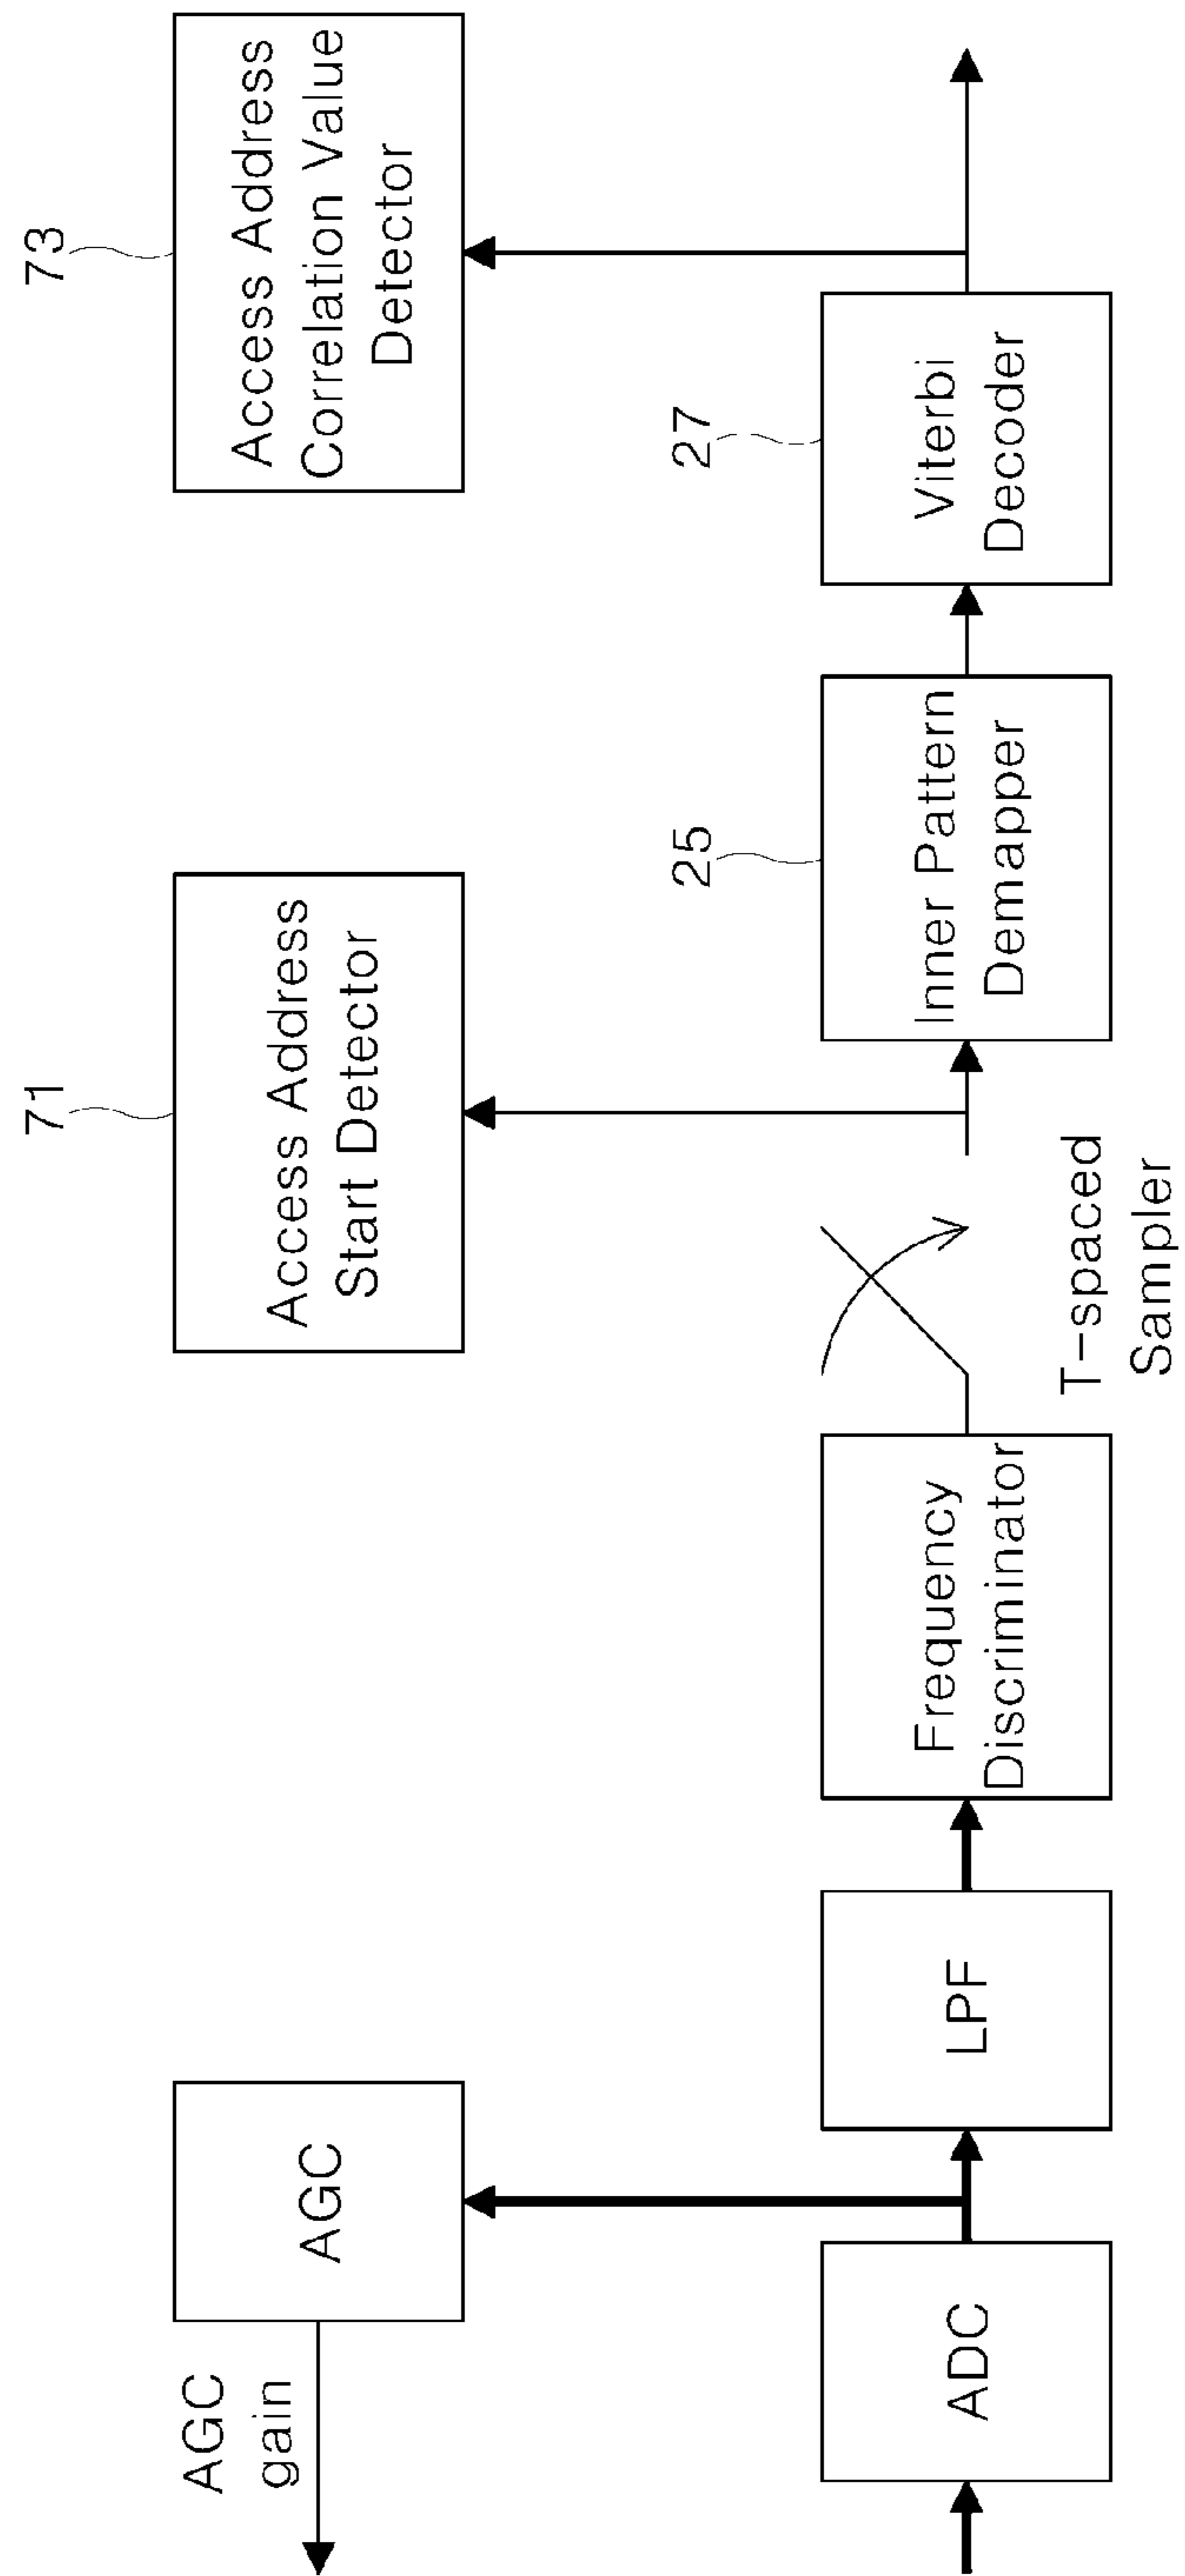 AGC
gain
AGC
71
Access Address
Start Detector
73
Access Address
Correlation Value
Detector
ADC
LPF
Frequency
Discriminator
T-spaced
Sampler
25
Inner Pattern
Demapper
27
Viterbi
Decoder